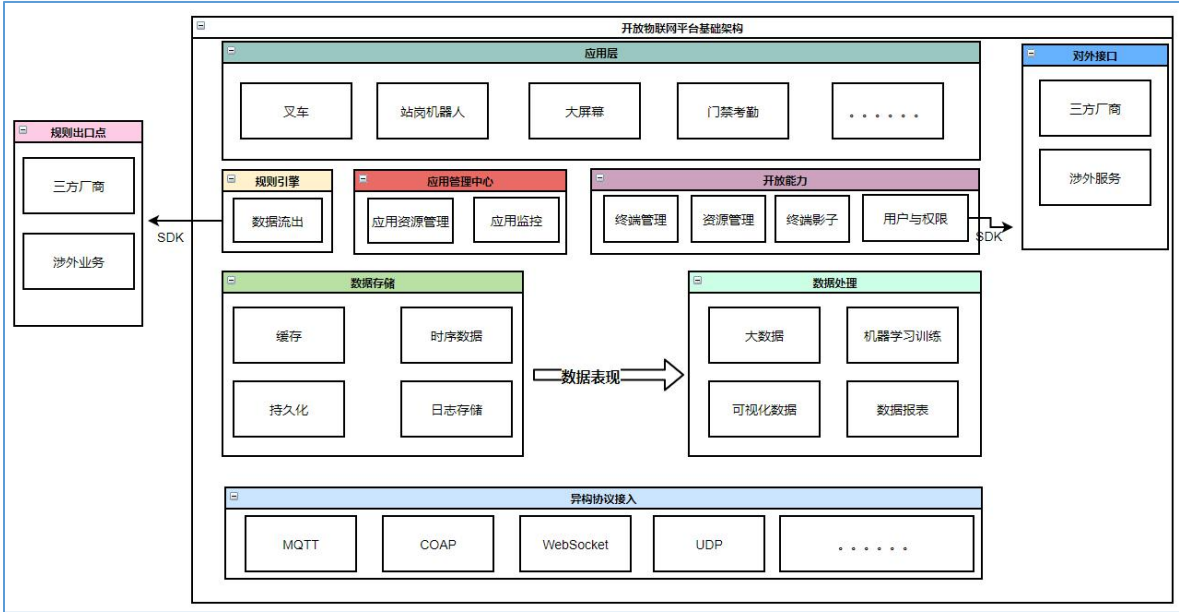 开放物联网平台基础架构
应用层
叉车
站岗机器人
大屏幕
门禁考勤
。。。。。。
对外接口
三方厂商
涉外服务
规则出口点
三方厂商
涉外业务
SDK
规则引擎
数据流出
应用管理中心
应用资源管理
应用监控
开放能力
终端管理
资源管理
终端影子
用户与权限
SDK
数据存储
缓存
时序数据
持久化
日志存储
数据表现
数据处理
大数据
机器学习训练
可视化数据
数据报表
异构协议接入
MQTT
COAP
WebSocket
UDP
。。。。。。